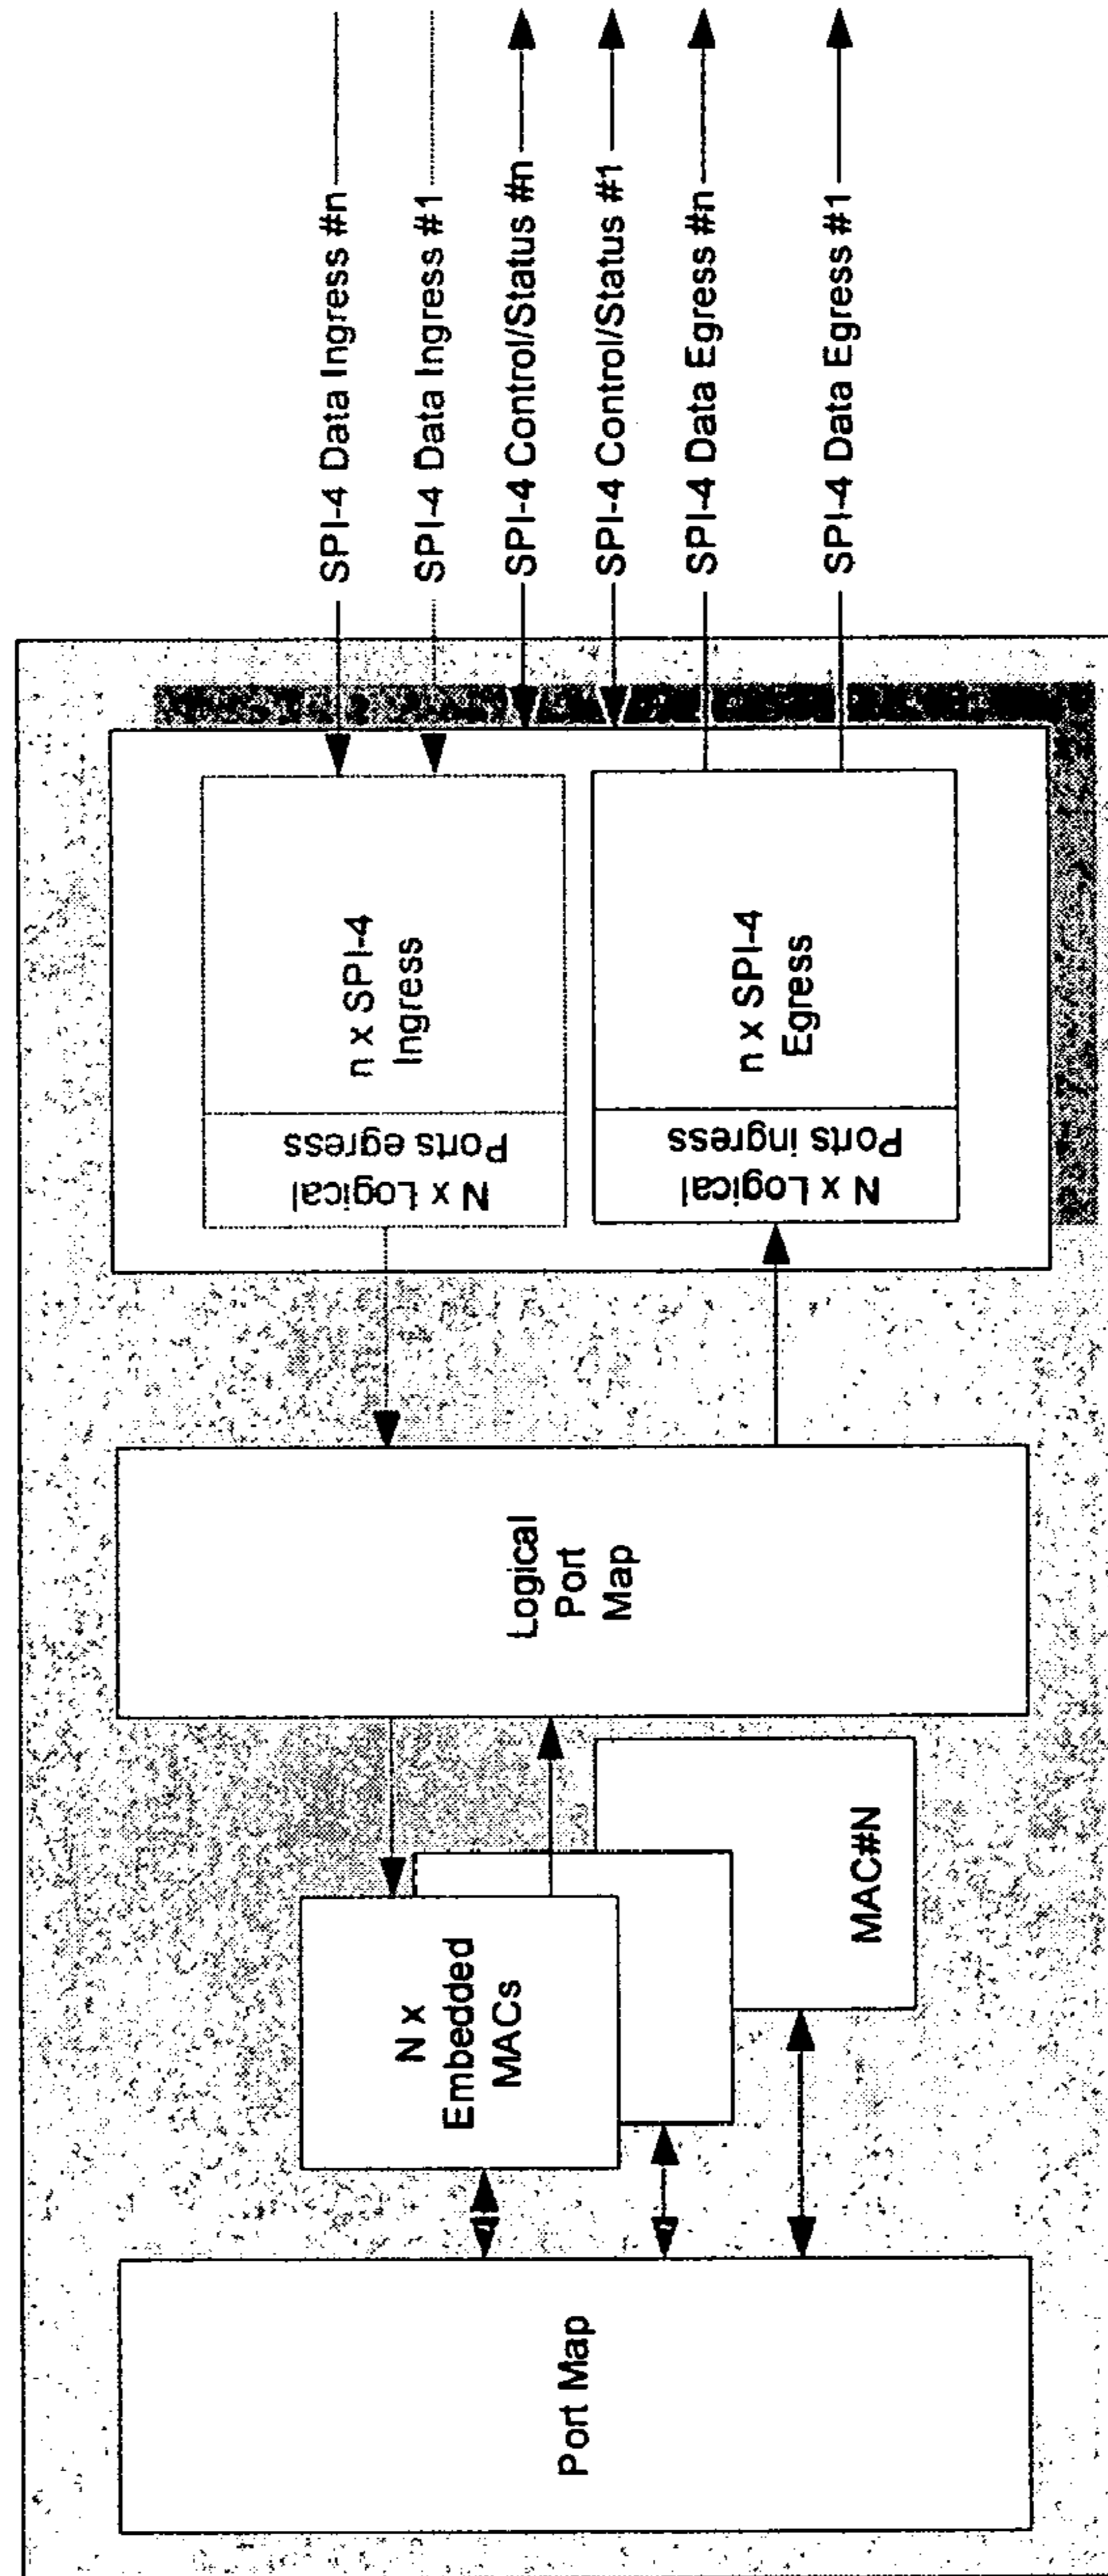 Port Map
N x
Embedded
MACs
MAC#N
Logical
Port
Map
N x Logical
Ports egress
n x SPI-4
Ingress
N x Logical
Ports ingress
n x SPI-4
Egress
SPI-4 Data Ingress #n
SPI-4 Data Ingress #1
SPI-4 Control/Status #n
SPI-4 Control/Status #1
SPI-4 Data Egress #n
SPI-4 Data Egress #1